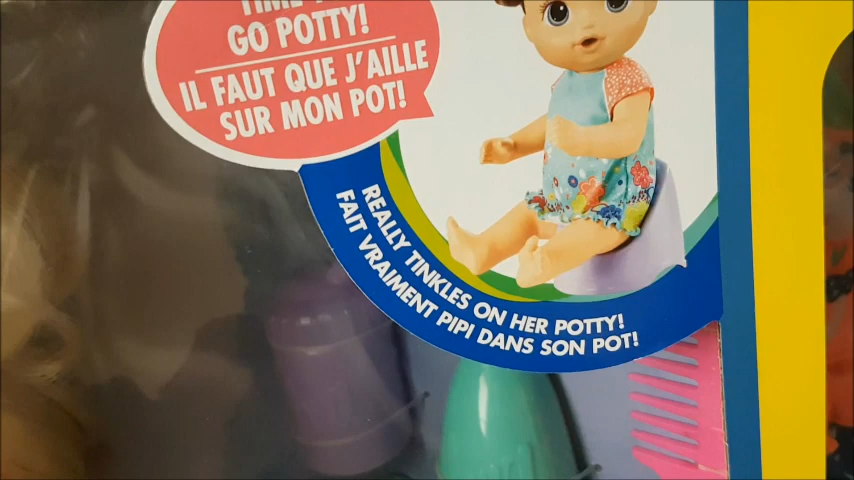 GO POTTY!
IL FAUT QUE J'AILLE
SUR MON POT!
REALLY TINKLES ON HER POTTY!
FAIT VRAIMENT PIPI DANS SON POT!